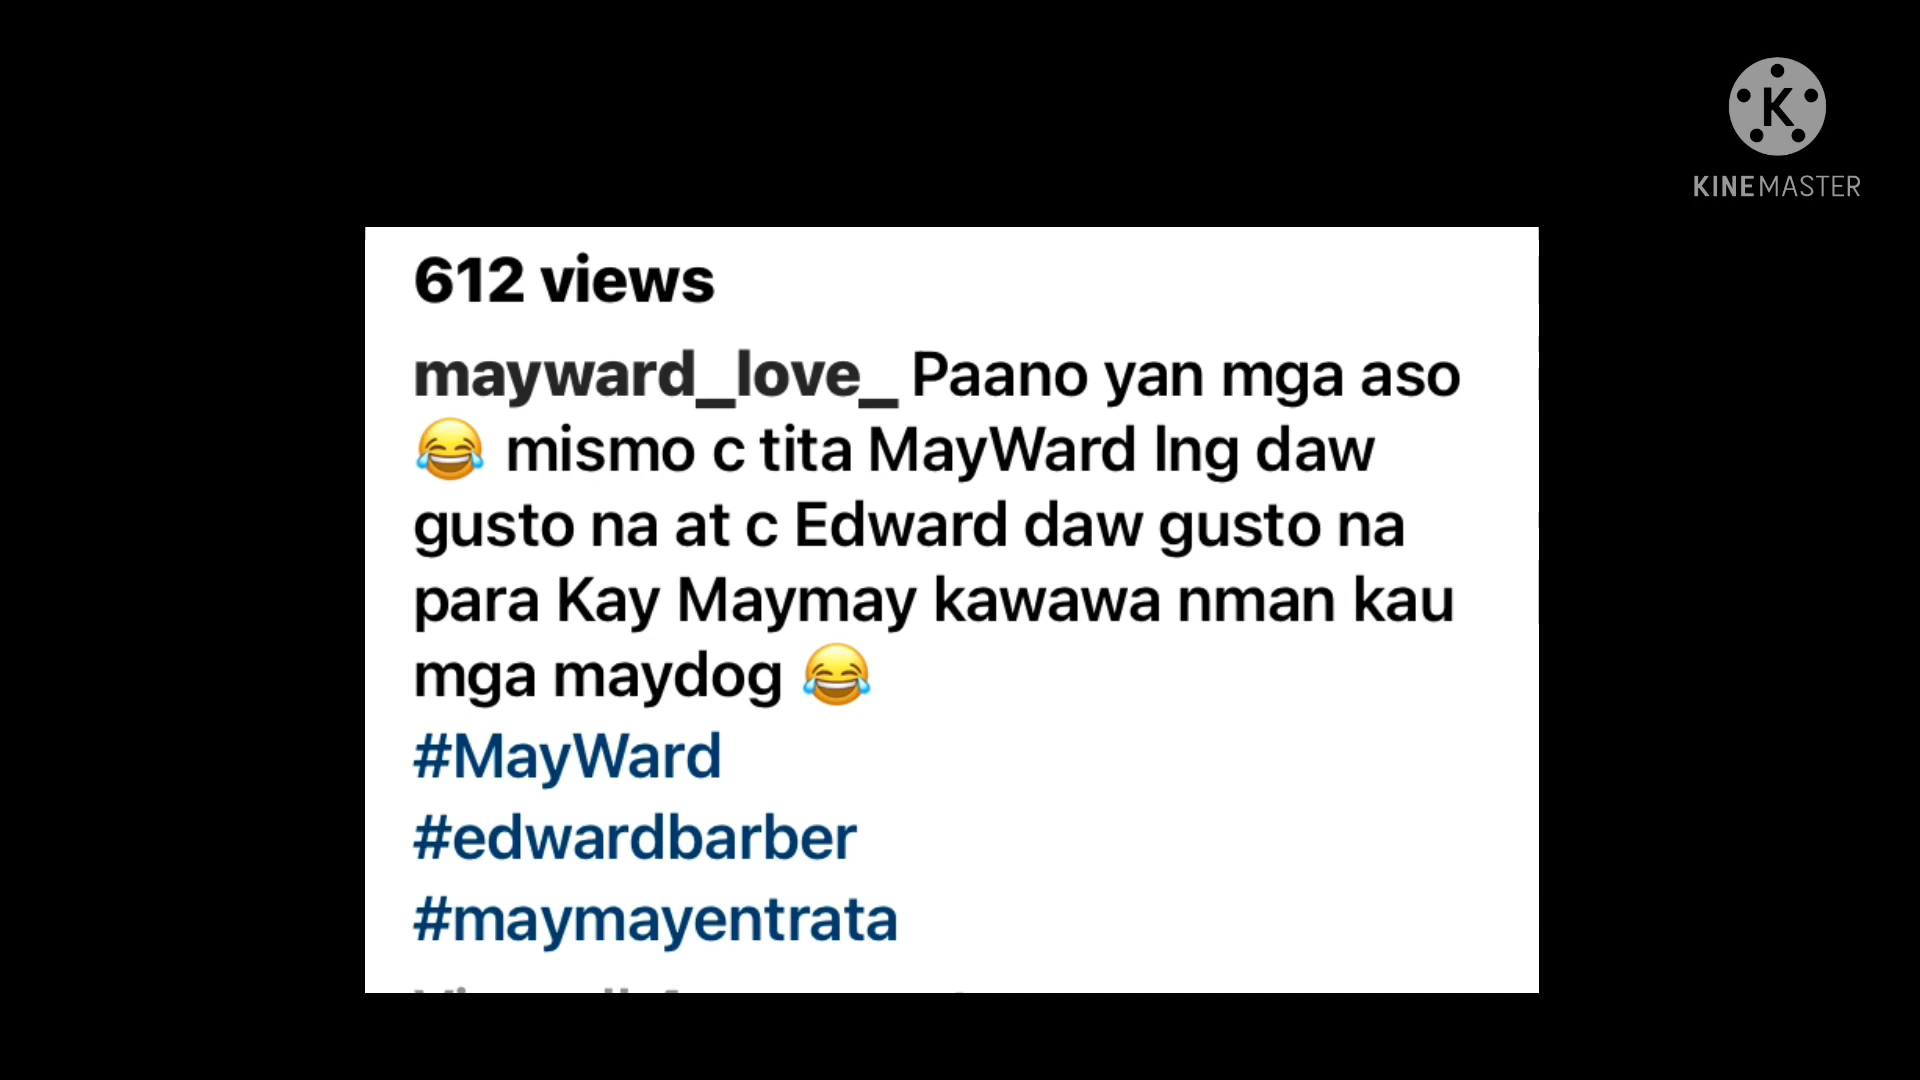 K
KINEMASTER
612 views
mayward_love_ Paano yan mga aso
😂 mismo c tita MayWard lng daw
gusto na at c Edward daw gusto na
para Kay Maymay kawawa nman kau
mga maydog 😂
#MayWard
#edwardbarber
#maymayentrata